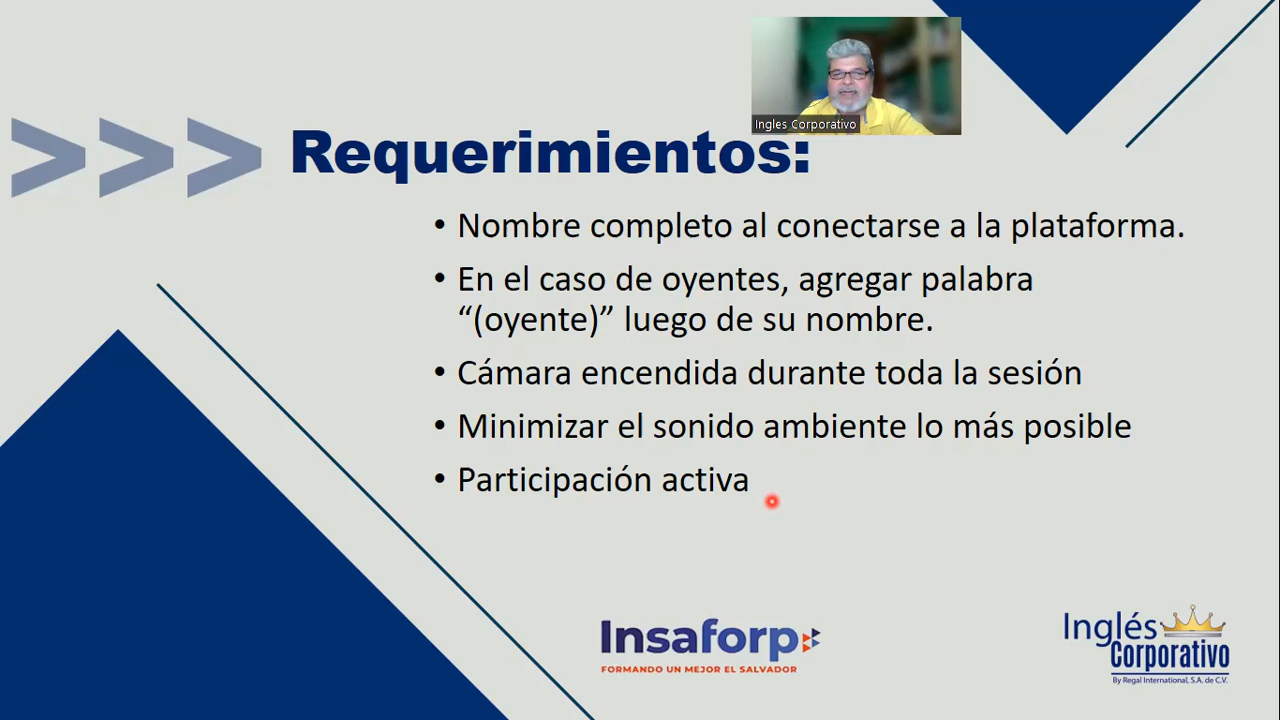 Ingles Corporativo
>>> Requerimientos:
• Nombre completo al conectarse a la plataforma.
• En el caso de oyentes, agregar palabra
“(oyente)” luego de su nombre.
• Cámara encendida durante toda la sesión
• Minimizar el sonido ambiente lo más posible
• Participación activa
Insaforp
FORMANDO UN MEJOR EL SALVADOR
Inglés
Corporativo
By Regal International, S.A. de C.V.